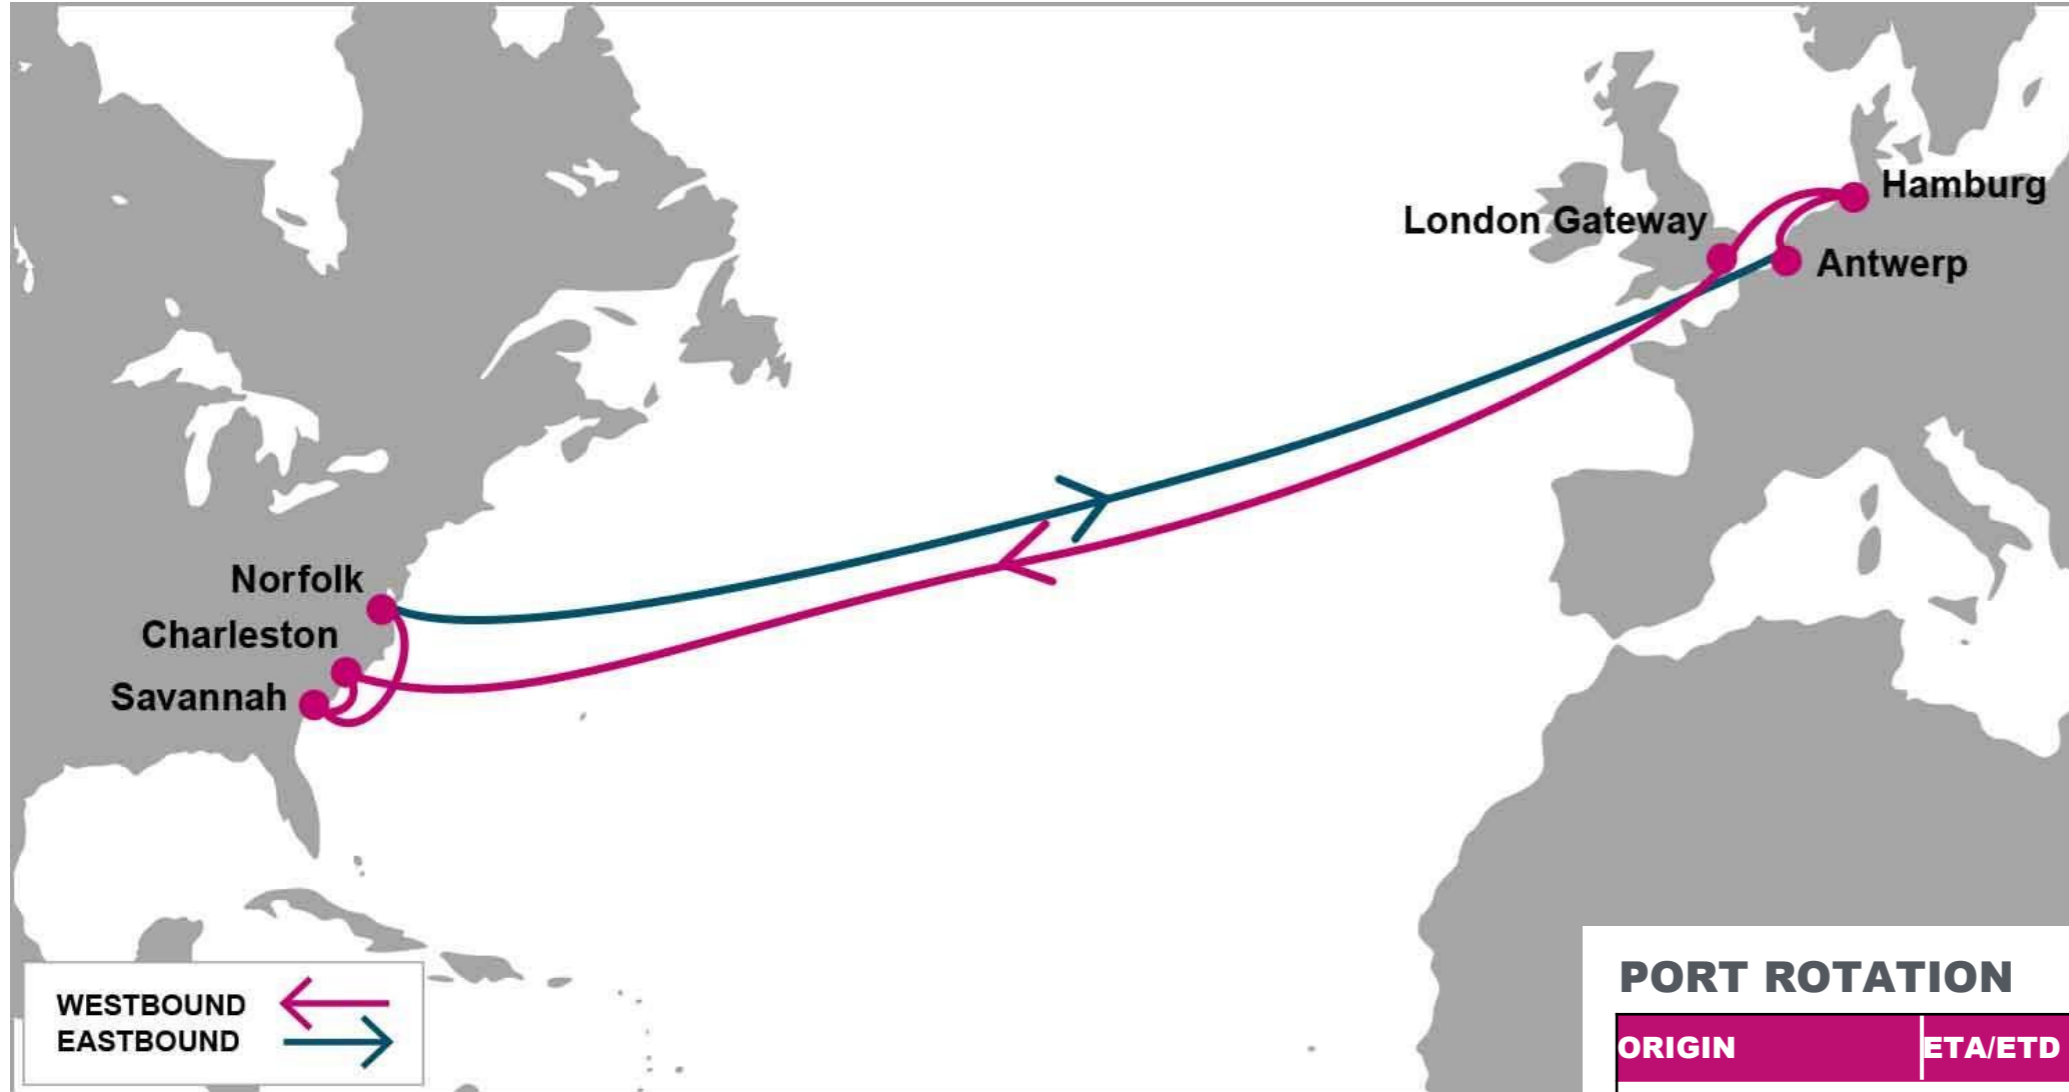 Hamburg
London Gateway
Antwerp
Norfolk
Charleston
Savannah
WESTBOUND
EASTBOUND
PORT ROTATION
ORIGIN ETA/ETD